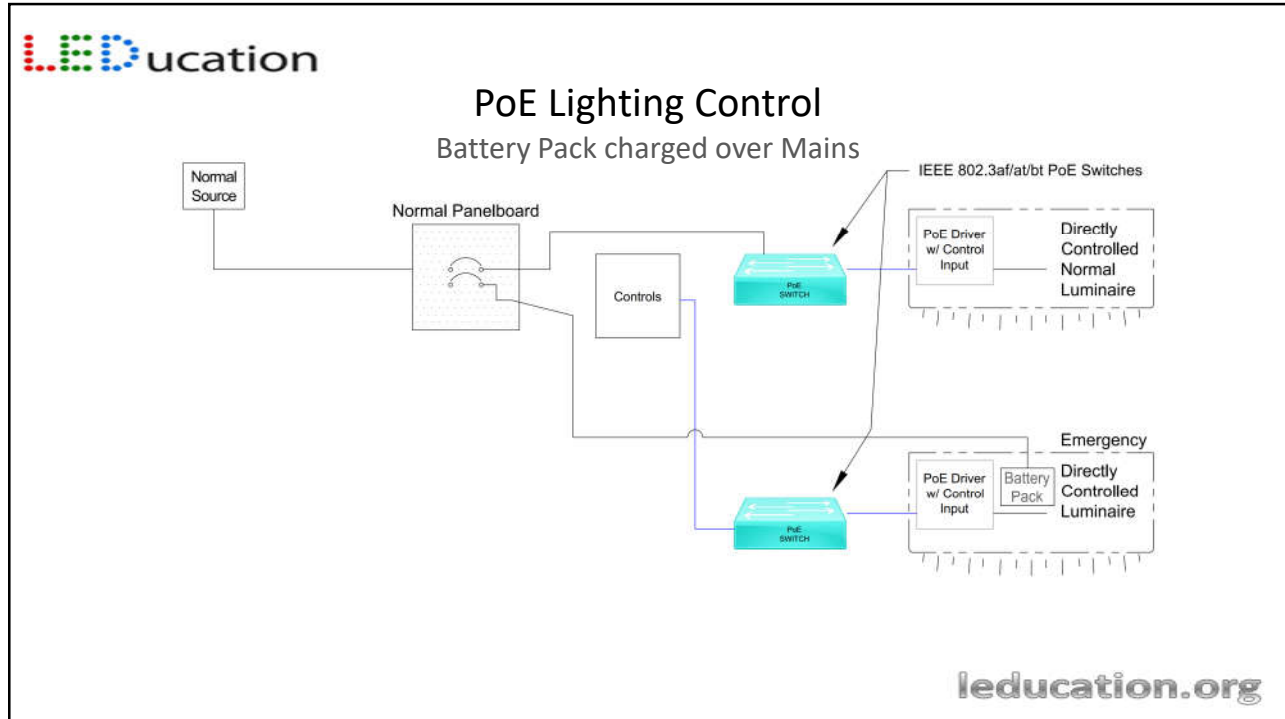 LEDucation
PoE Lighting Control
Battery Pack charged over Mains
Normal
Source
Normal Panelboard
Controls
IEEE 802.3af/at/bt PoE Switches
PoE
SWITCH
PoE Driver
w/ Control
Input
Directly
Controlled
Normal
Luminaire
PoE
SWITCH
Emergency
PoE Driver
w/ Control
Input
Battery
Pack
Directly
Controlled
Luminaire
leducation.org